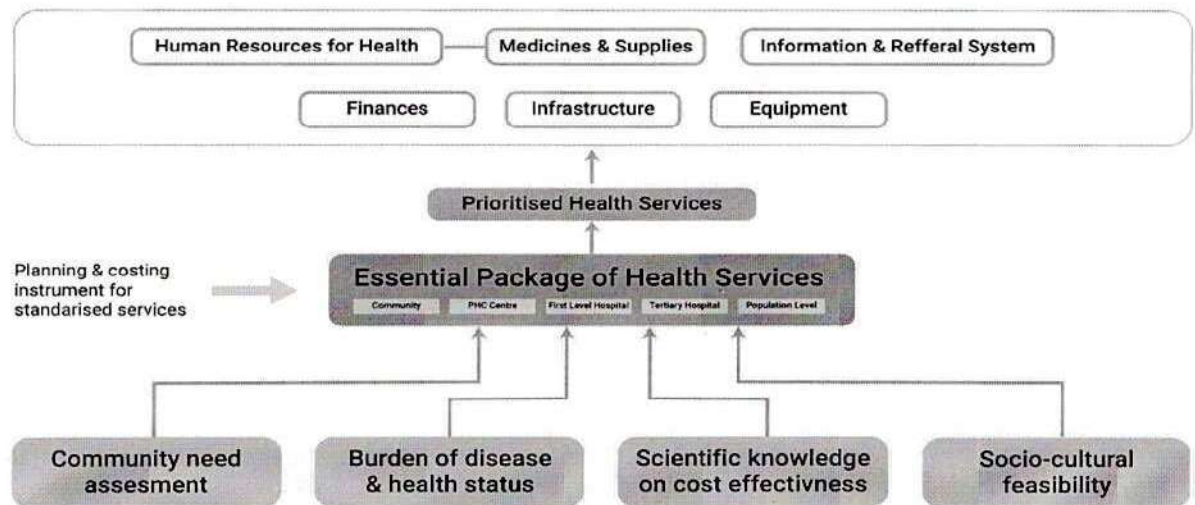 Human Resources for Health
Medicines & Supplies
Information & Refferal System
Finances
Infrastructure
Equipment
Prioritised Health Services
Planning & costing
instrument for
standarised services
Essential Package of Health Services
Community
PHC Centre
First Level Hospital
Tertiary Hospital
Population Level
Community need
assesment
Burden of disease
& health status
Scientific knowledge
on cost effectivness
Socio-cultural
feasibility